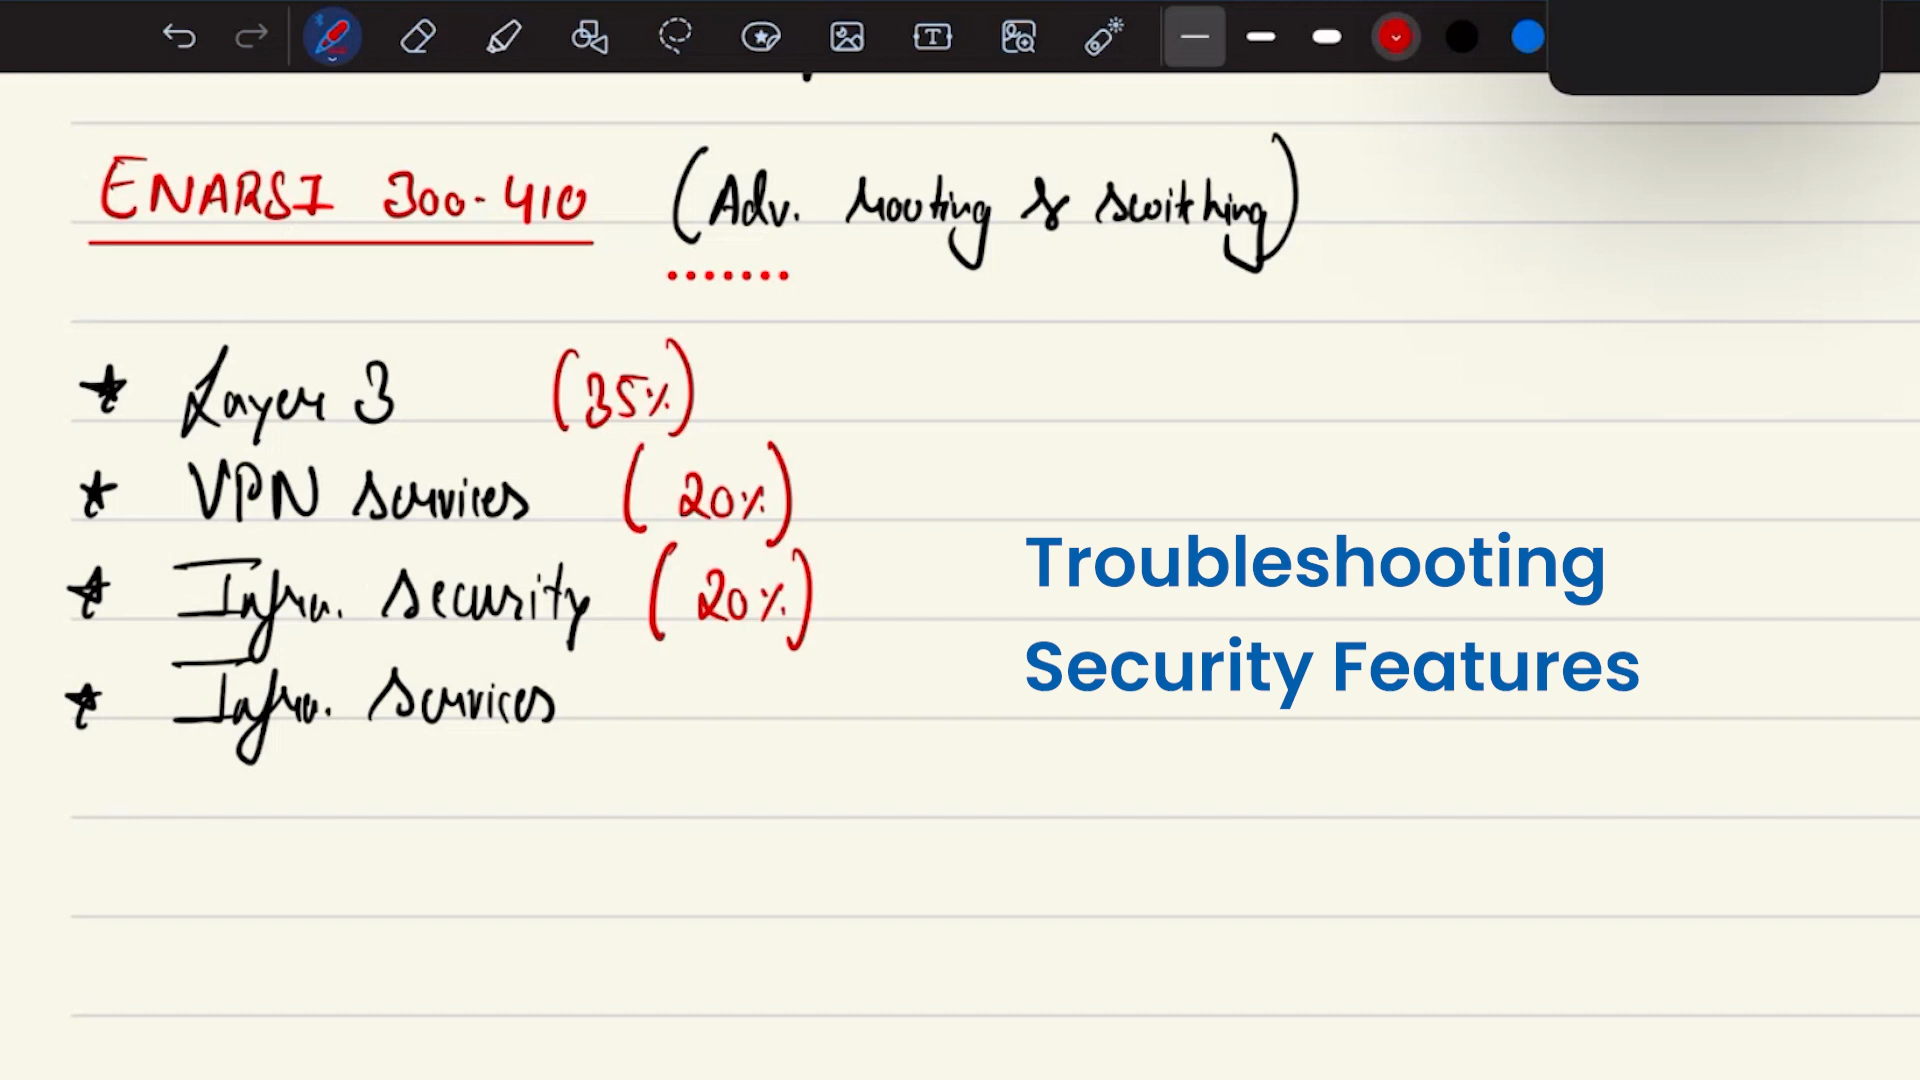 ENARSI 300-410 (Adv. routing & switching)
* Layer 3 (35%)
* VPN services (20%)
* Infra. security (20%)
* Infra. services
Troubleshooting
Security Features